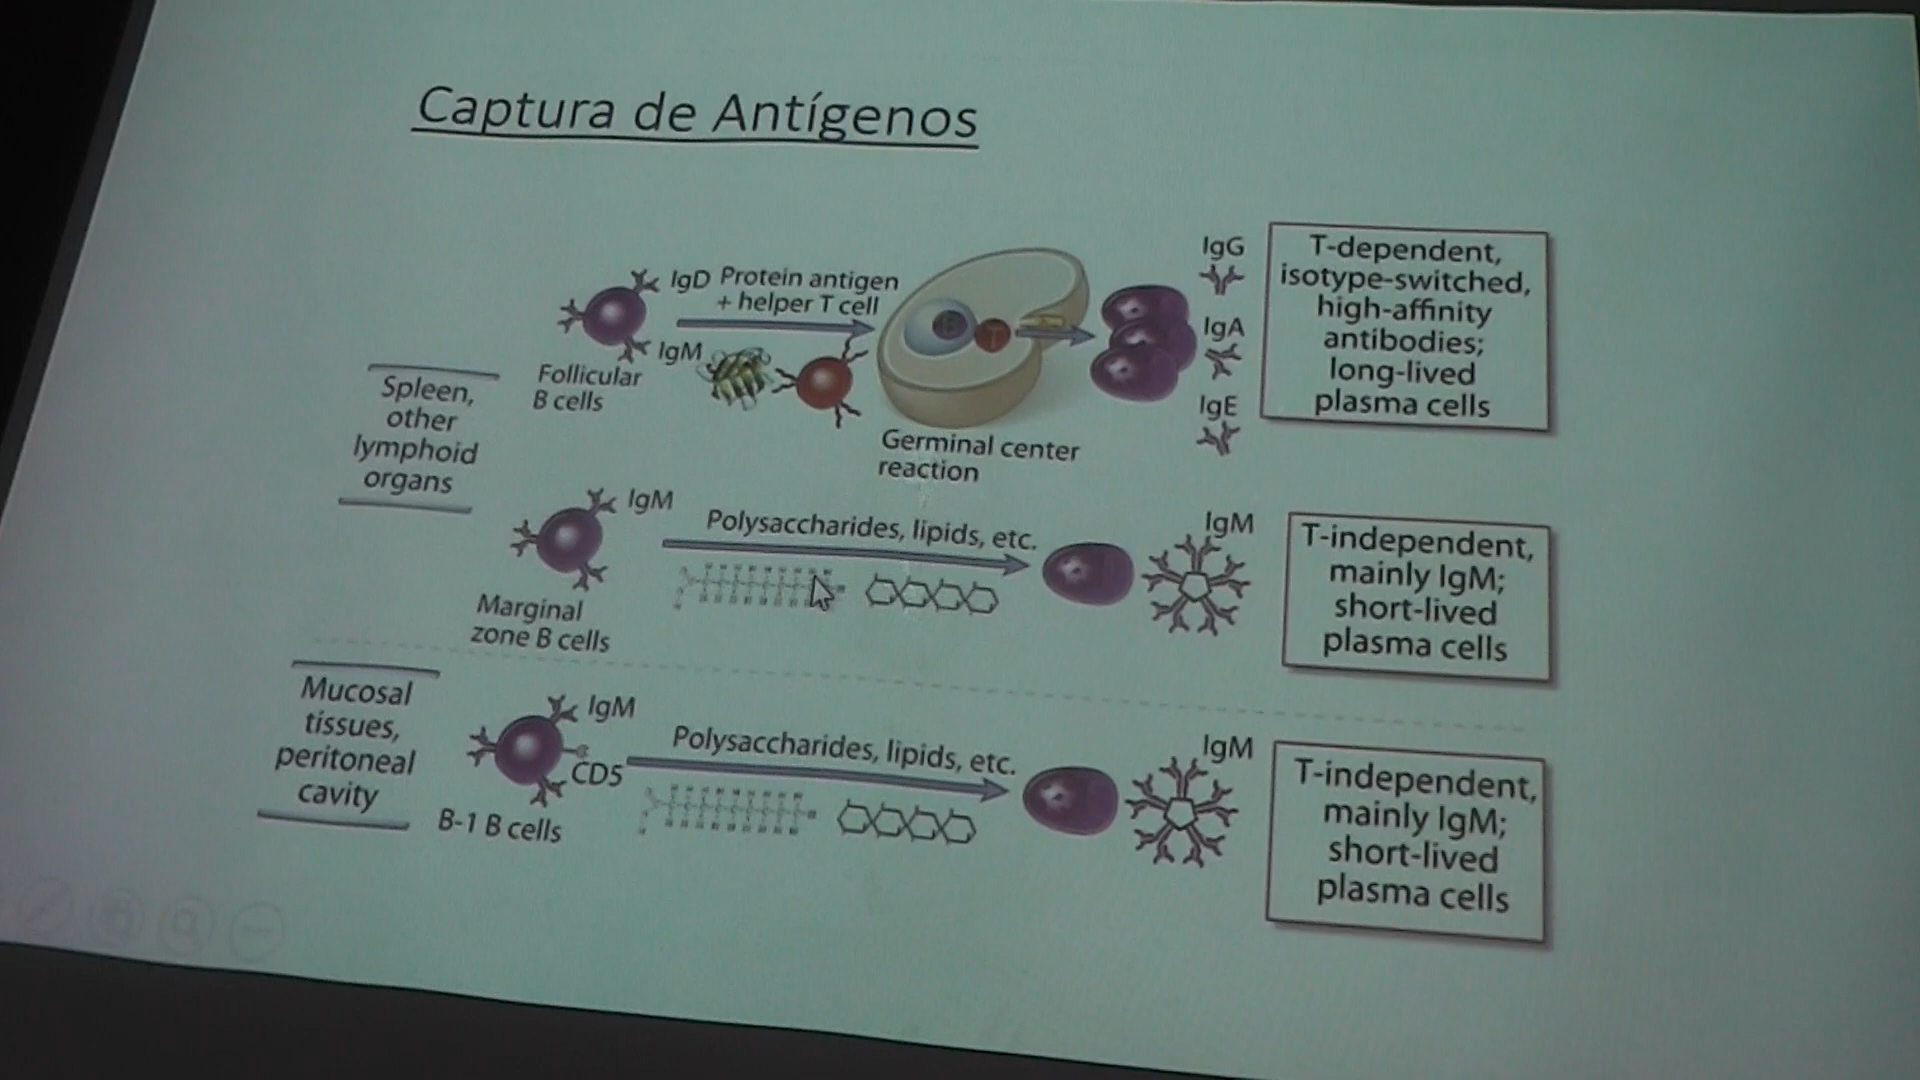 Captura de Antígenos
Spleen,
other
lymphoid
organs
IgD
IgM
Follicular
B cells
Protein antigen
+ helper T cell
B
T
Germinal center
reaction
IgG
IgA
IgE
T-dependent,
isotype-switched,
high-affinity
antibodies;
long-lived
plasma cells
IgM
Marginal
zone B cells
Polysaccharides, lipids, etc.
IgM
T-independent,
mainly IgM;
short-lived
plasma cells
Mucosal
tissues,
peritoneal
cavity
IgM
CD5
B-1 B cells
Polysaccharides, lipids, etc.
IgM
T-independent,
mainly IgM;
short-lived
plasma cells